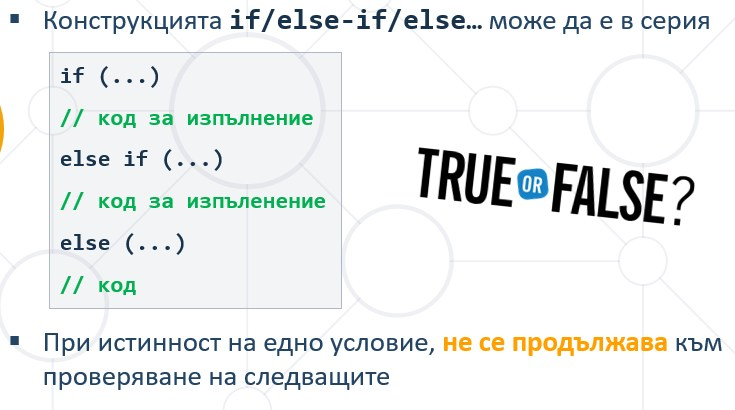 ▪ Конструкцията if/else-if/else… може да е в серия
if (...)
// код за изпълнение
else if (...)
// код за изпъленение
else (...)
// код
TRUE OR FALSE?
▪ При истинност на едно условие, не се продължава към
проверяване на следващите